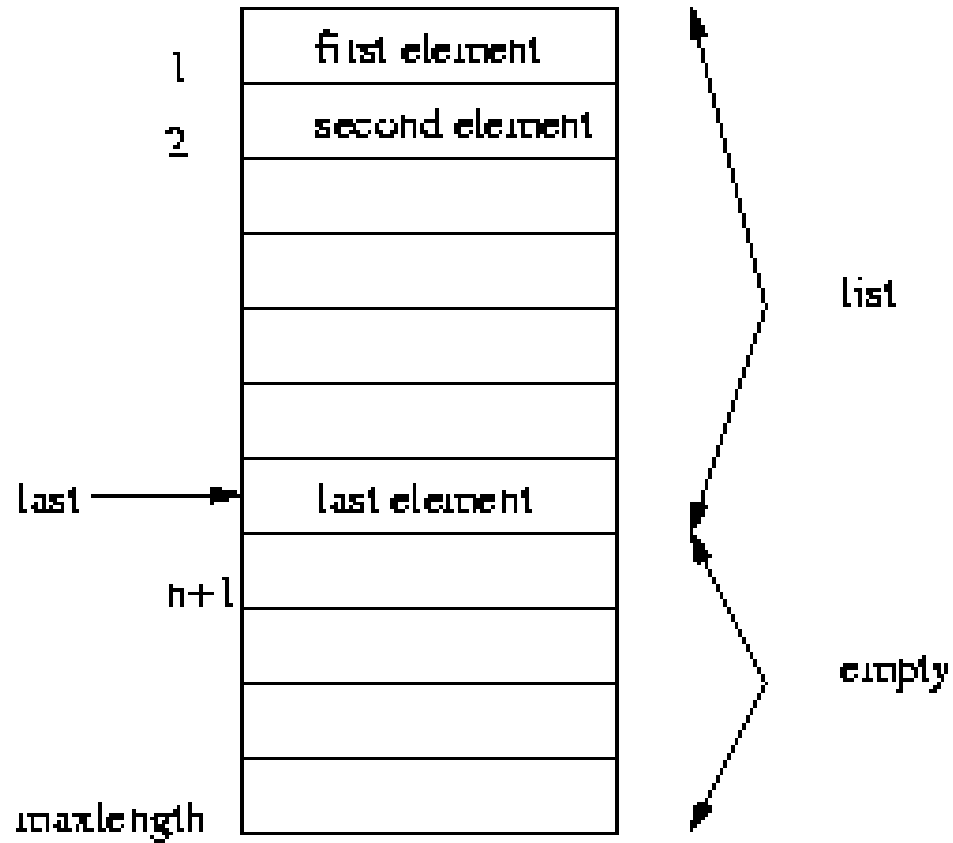 1 first element
2 second element
list
last last element
n+1
empty
maxlength